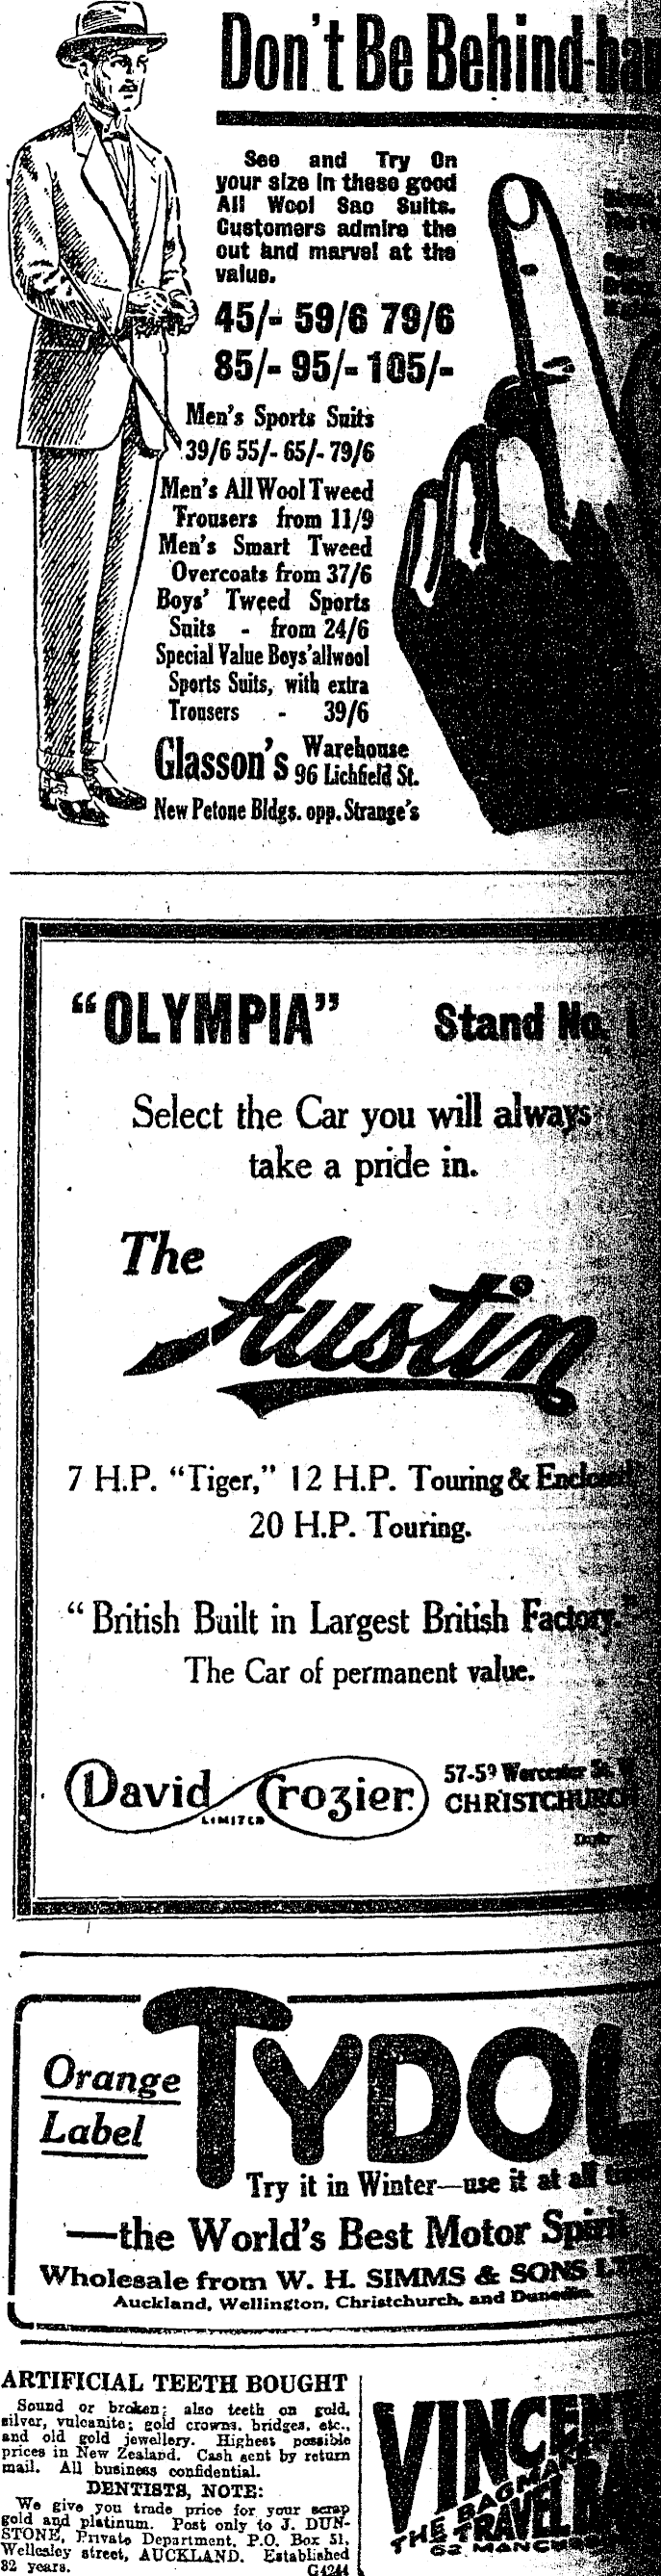 Don't Be Behind-
See and Try On
your size in these good
All Wool Sac Suits.
Customers admire the
cut and marvel at the
value.
45/- 59/6 79/6
85/- 95/- 105/-
Men's Sports Suits
39/6 55/- 65/- 79/6
Men's All Wool Tweed
Trousers from 11/9
Men's Smart Tweed
Overcoats from 37/6
Boys' Tweed Sports
Suits - from 24/6
Special Value Boys' allwool
Sports Suits, with extra
Trousers - 39/6
Glasson's Warehouse
96 Lichfield St.
New Petone Bldgs. opp. Strange's
"OLYMPIA" Stand No.
Select the Car you will always
take a pride in.
The Austin
7 H.P. "Tiger," 12 H.P. Touring &
20 H.P. Touring.
"British Built in Largest British Factory."
The Car of permanent value.
David Crozier
LIMITED
57-59 Worcester St.
CHRISTCHURCH
Orange
Label
TYDOL
Try it in Winter—use it at all
—the World's Best Motor Spirit
Wholesale from W. H. SIMMS & SONS
Auckland, Wellington, Christchurch, and Dunedin
ARTIFICIAL TEETH BOUGHT
Sound or broken; also teeth on gold,
silver, vulcanite; gold crowns, bridges, etc.,
and old gold jewellery. Highest possible
prices in New Zealand. Cash sent by return
mail. All business confidential.
DENTISTS, NOTE:
We give you trade price for your scrap
gold and platinum. Post only to J. DUN-
STONE, Private Department, P.O. Box 51,
Wellesley street, AUCKLAND. Established
32 years. G4244
VINCENT
THE BAGMAKER
TRAVEL
62